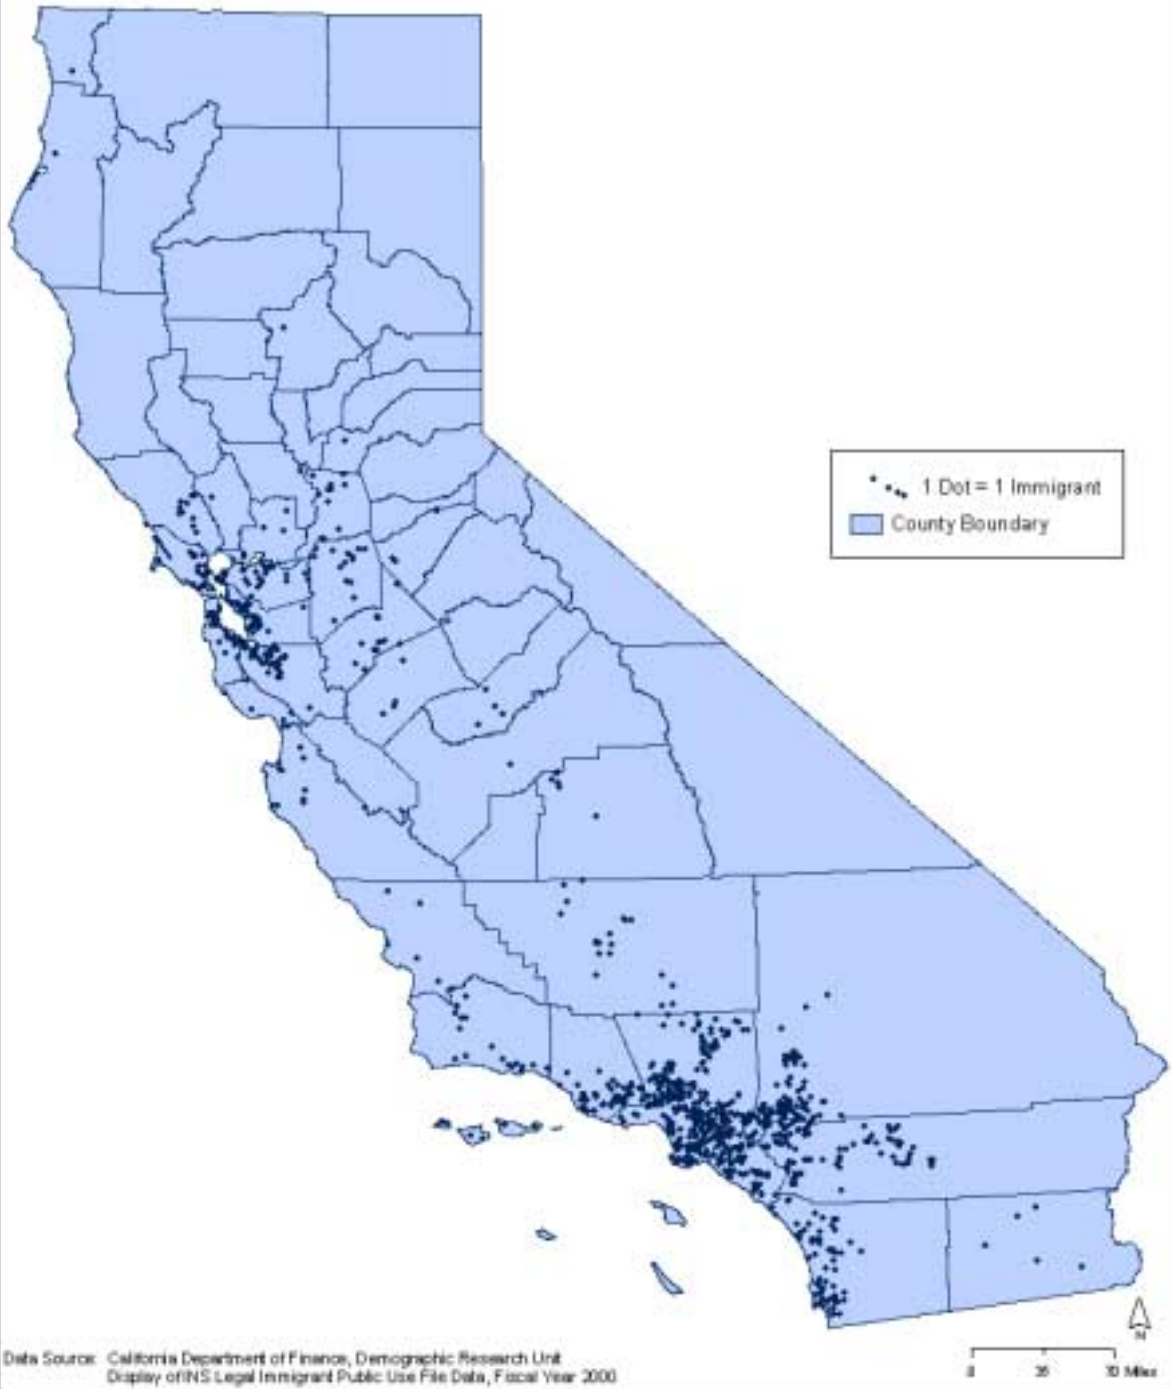 1 Dot = 1 Immigrant
County Boundary
N
Data Source: California Department of Finance, Demographic Research Unit
Display of INS Legal Immigrant Public Use File Data, Fiscal Year 2000
0 35 70 Miles